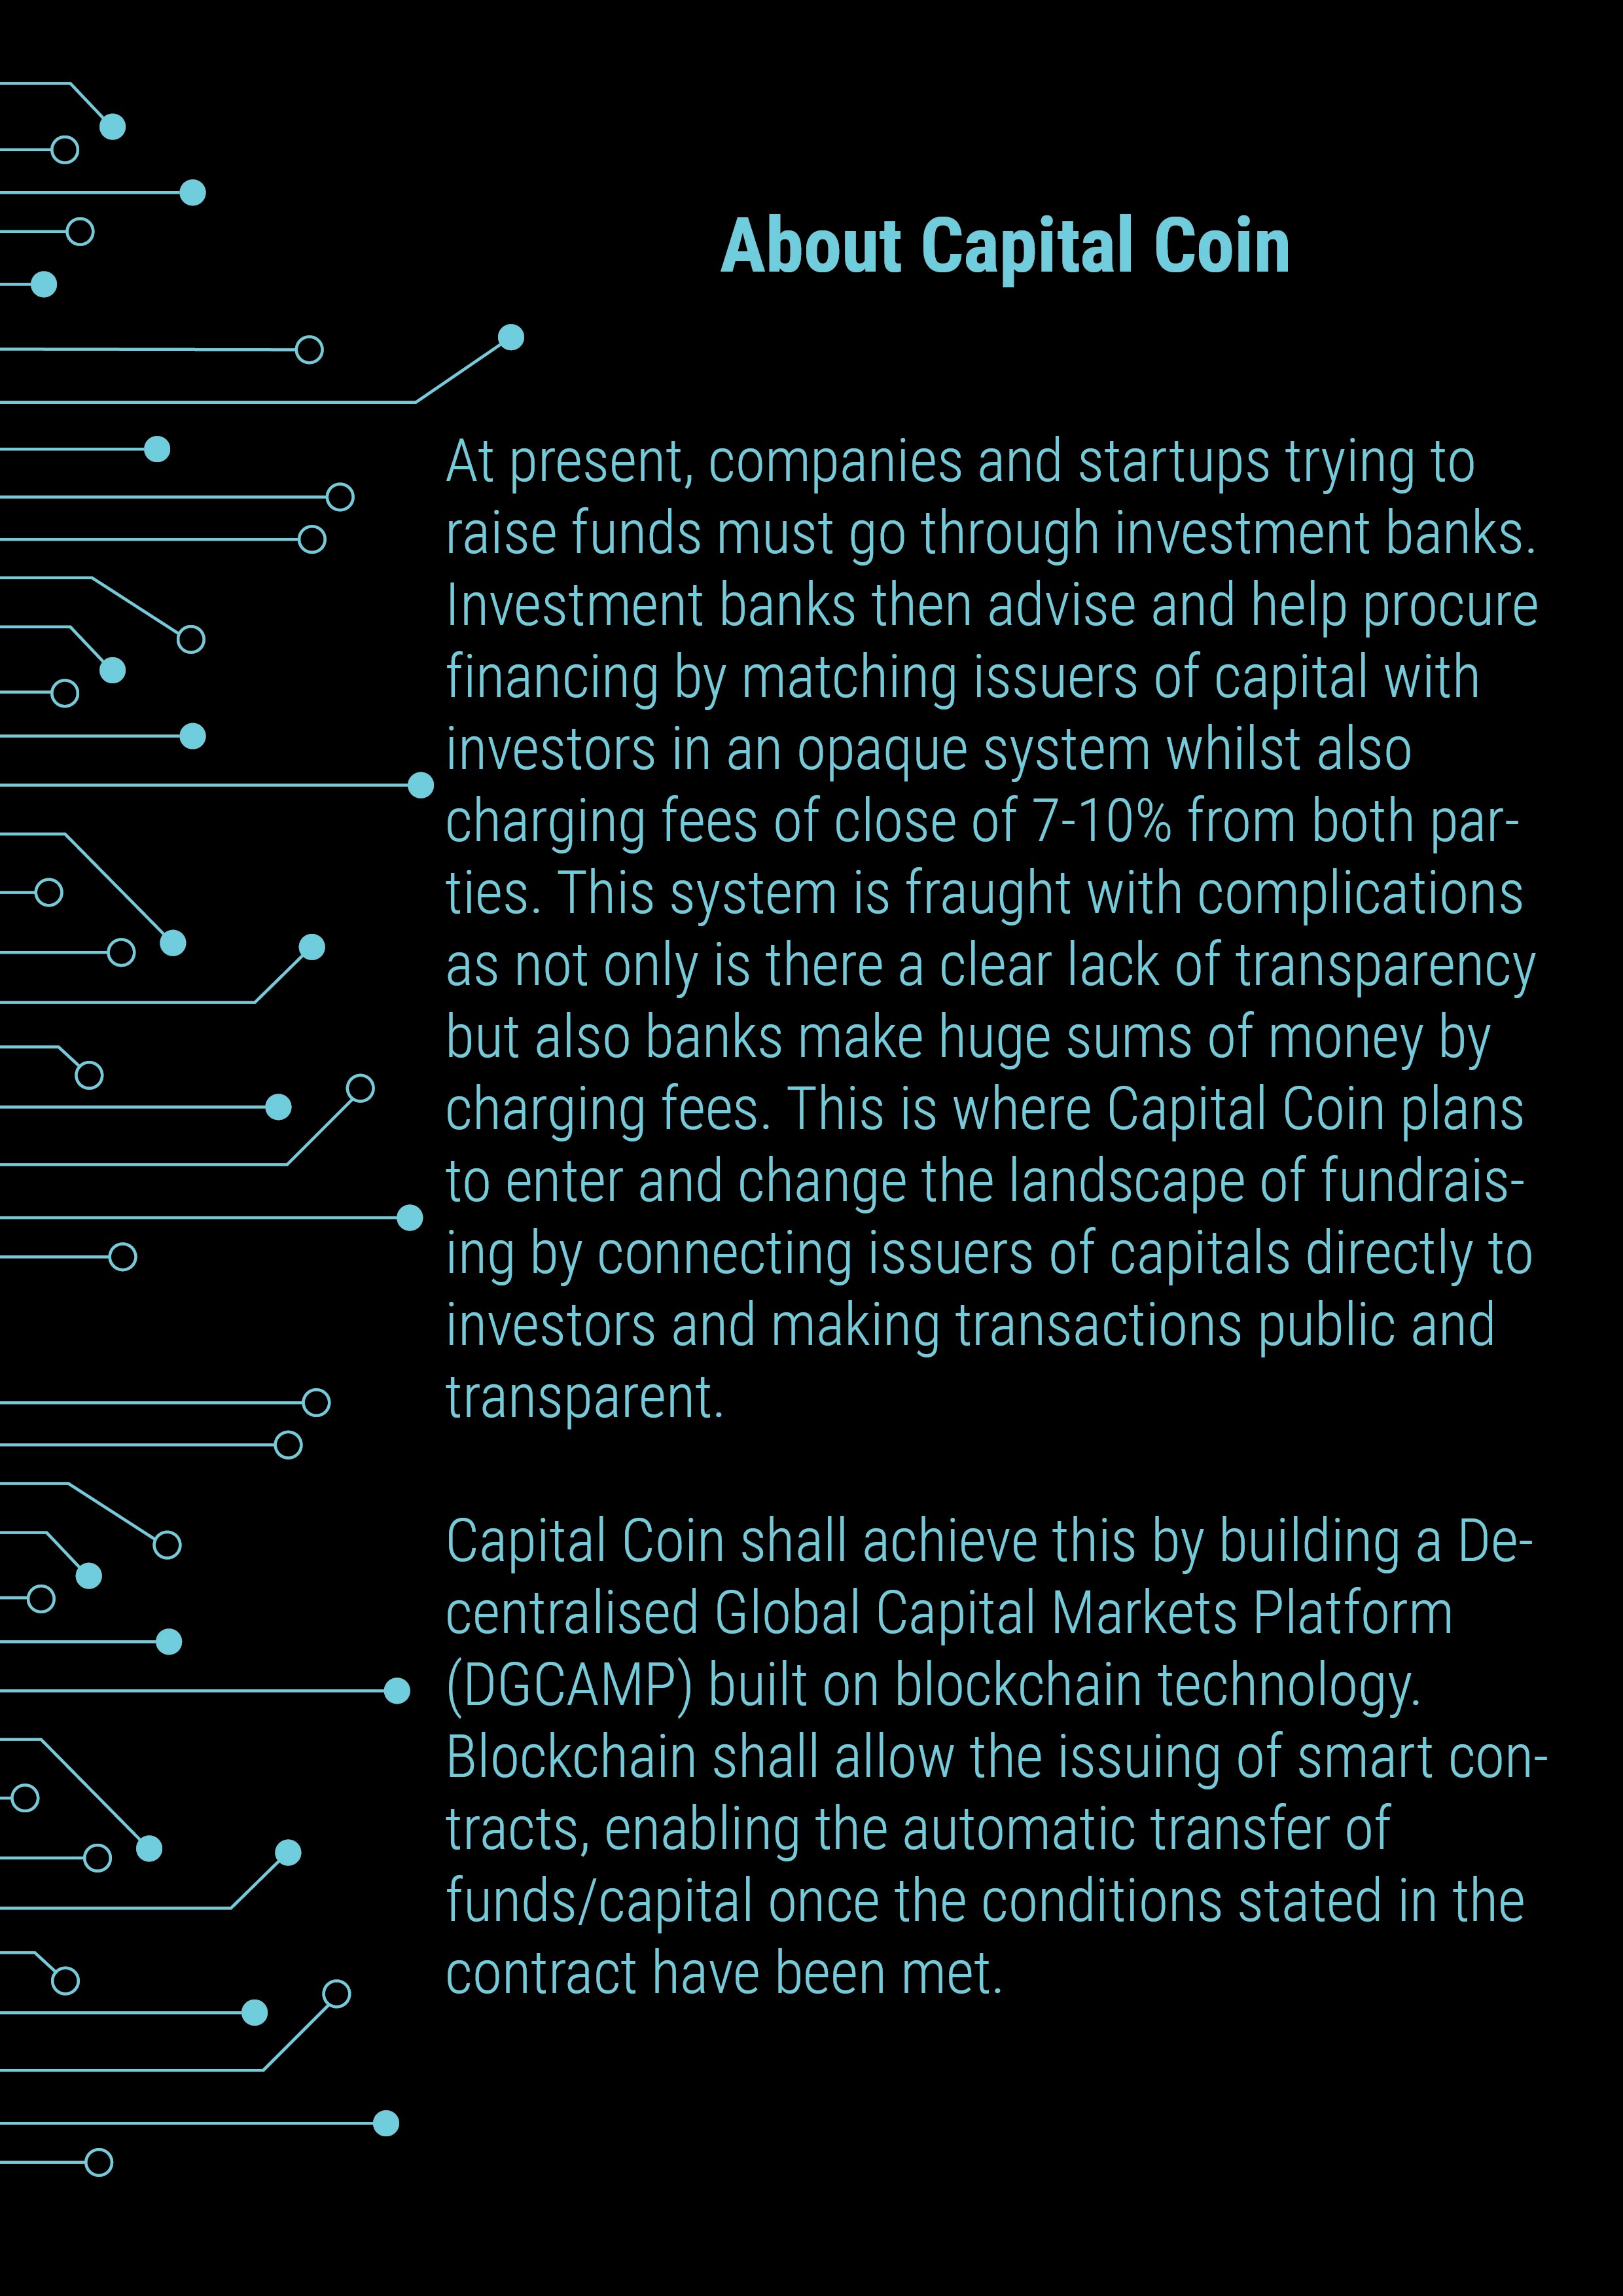 About Capital Coin
At present, companies and startups trying to
raise funds must go through investment banks.
Investment banks then advise and help procure
financing by matching issuers of capital with
investors in an opaque system whilst also
charging fees of close of 7-10% from both par-
ties. This system is fraught with complications
as not only is there a clear lack of transparency
but also banks make huge sums of money by
charging fees. This is where Capital Coin plans
to enter and change the landscape of fundrais-
ing by connecting issuers of capitals directly to
investors and making transactions public and
transparent.
Capital Coin shall achieve this by building a De-
centralised Global Capital Markets Platform
(DGCAMP) built on blockchain technology.
Blockchain shall allow the issuing of smart con-
tracts, enabling the automatic transfer of
funds/capital once the conditions stated in the
contract have been met.